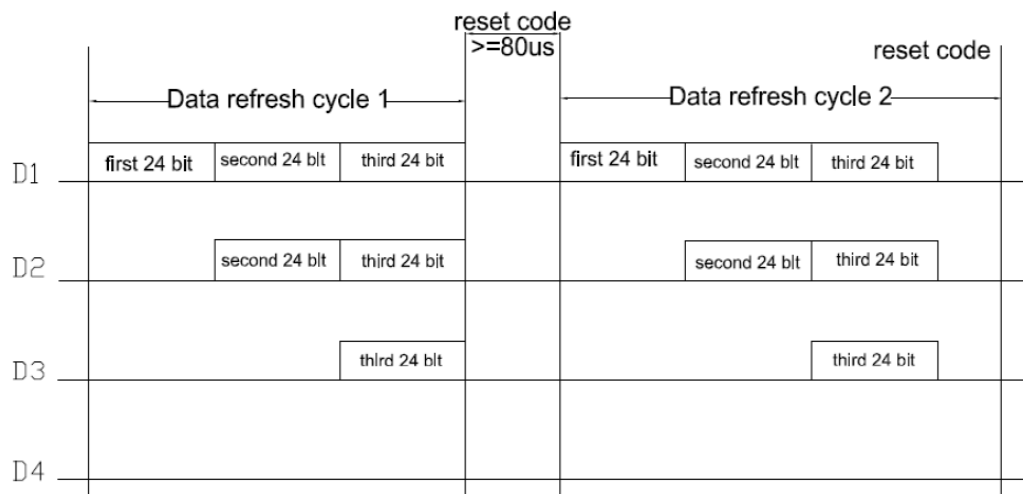 reset code
>=80us
reset code
Data refresh cycle 1
Data refresh cycle 2
D1
first 24 bit
second 24 blt
third 24 bit
first 24 bit
second 24 blt
third 24 bit
D2
second 24 blt
third 24 bit
second 24 blt
third 24 bit
D3
thlrd 24 blt
third 24 bit
D4